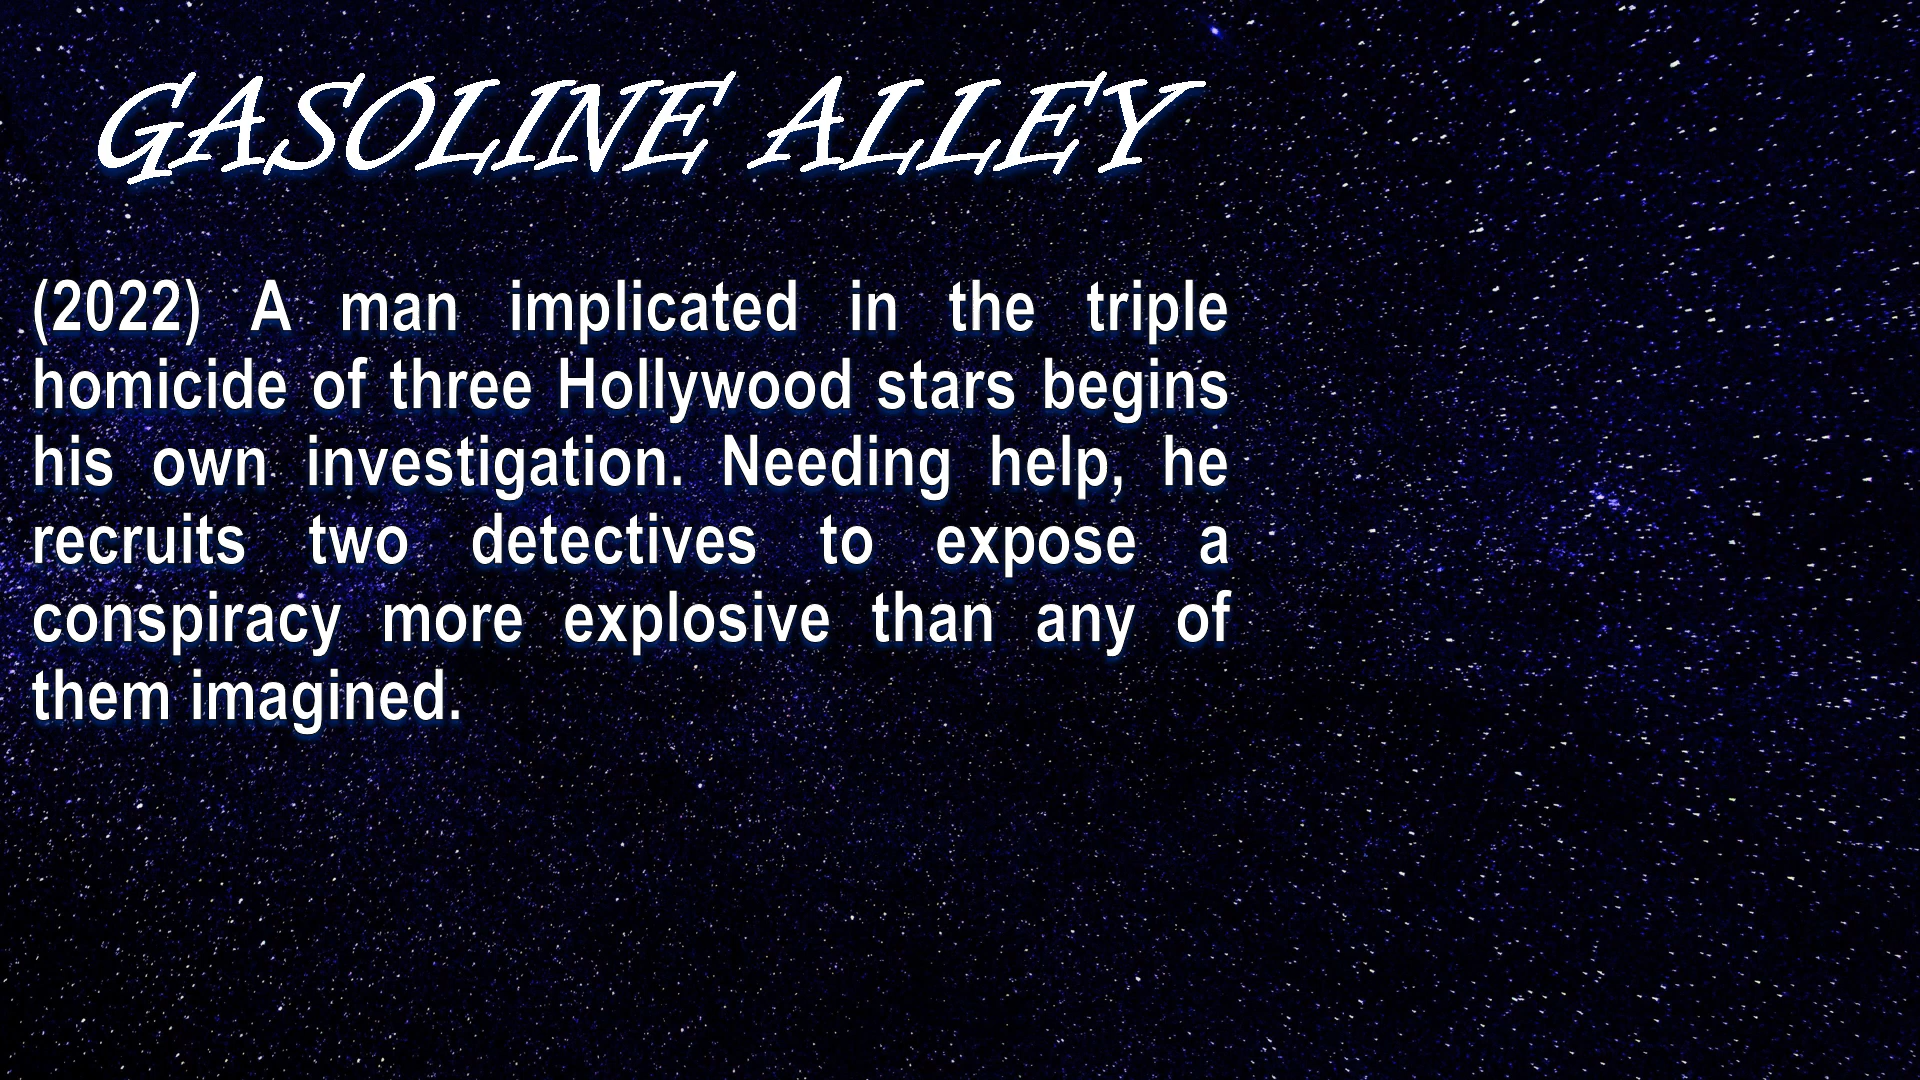 GASOLINE ALLEY
(2022) A man implicated in the triple
homicide of three Hollywood stars begins
his own investigation. Needing help, he
recruits two detectives to expose a
conspiracy more explosive than any of
them imagined.